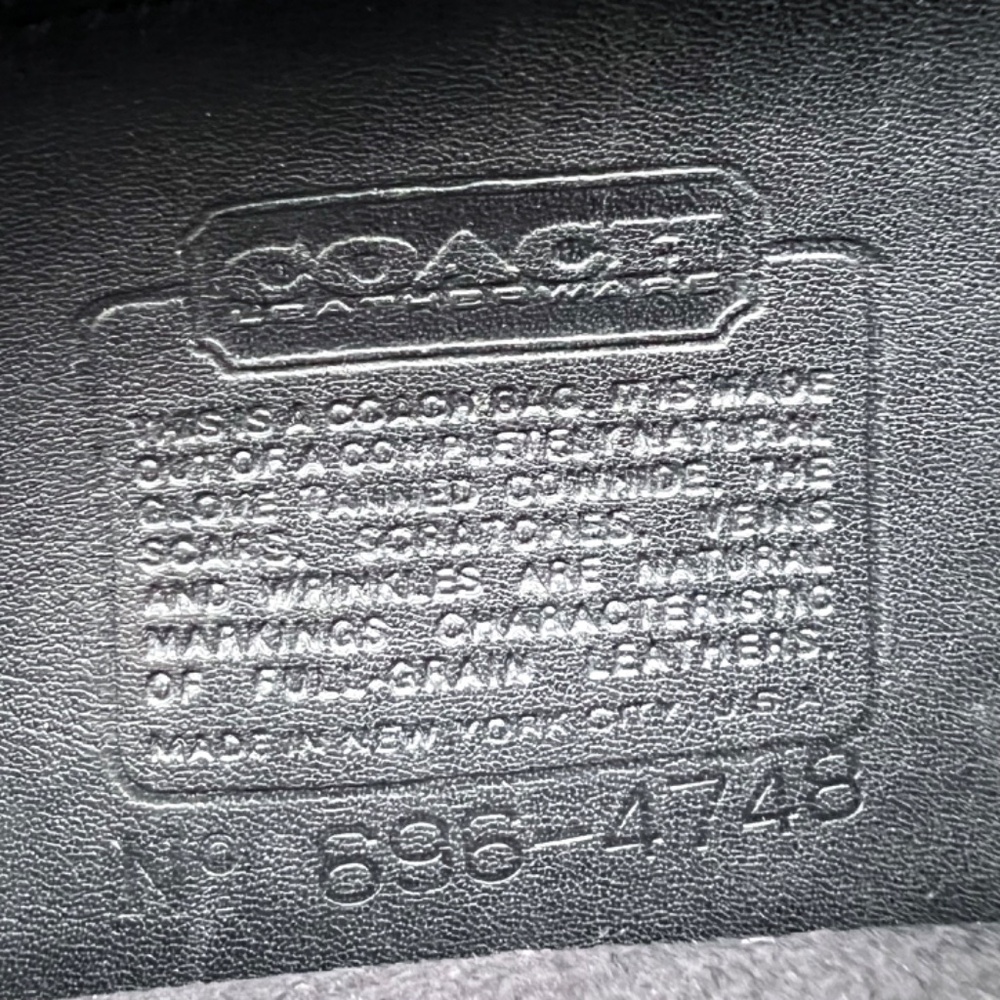 COACH
LEATHERWARE
THIS IS A COACH BAG. IT IS MADE
OUT OF A COMPLETELY NATURAL
GLOVE TANNED COWHIDE. THE
SCARS, SCRATCHES, VEINS
AND WRINKLES ARE NATURAL
MARKINGS CHARACTERISTIC
OF FULL-GRAIN LEATHERS.
MADE IN NEW YORK CITY, U.S.A.
No 696-4748